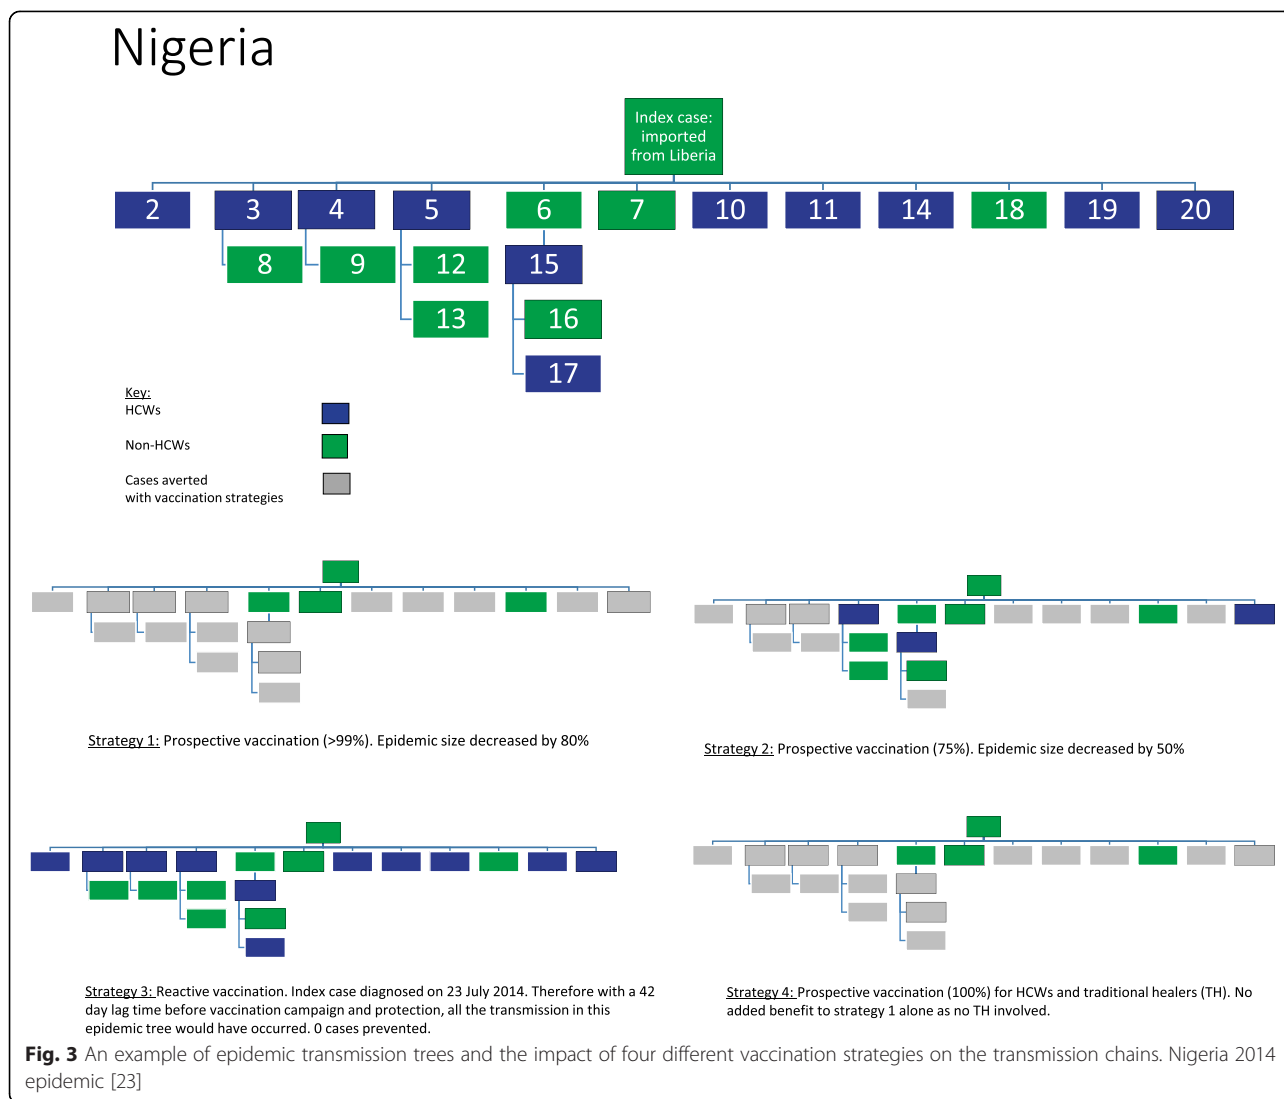 Nigeria
Index case:
imported
from Liberia
2 3 4 5 6 7 10 11 14 18 19 20
8 9 12 15
13 16
17
Key:
HCWs
Non-HCWs
Cases averted
with vaccination strategies
Strategy 1: Prospective vaccination (>99%). Epidemic size decreased by 80%
Strategy 2: Prospective vaccination (75%). Epidemic size decreased by 50%
Strategy 3: Reactive vaccination. Index case diagnosed on 23 July 2014. Therefore with a 42
day lag time before vaccination campaign and protection, all the transmission in this
epidemic tree would have occurred. 0 cases prevented.
Strategy 4: Prospective vaccination (100%) for HCWs and traditional healers (TH). No
added benefit to strategy 1 alone as no TH involved.
Fig. 3 An example of epidemic transmission trees and the impact of four different vaccination strategies on the transmission chains. Nigeria 2014
epidemic [23]